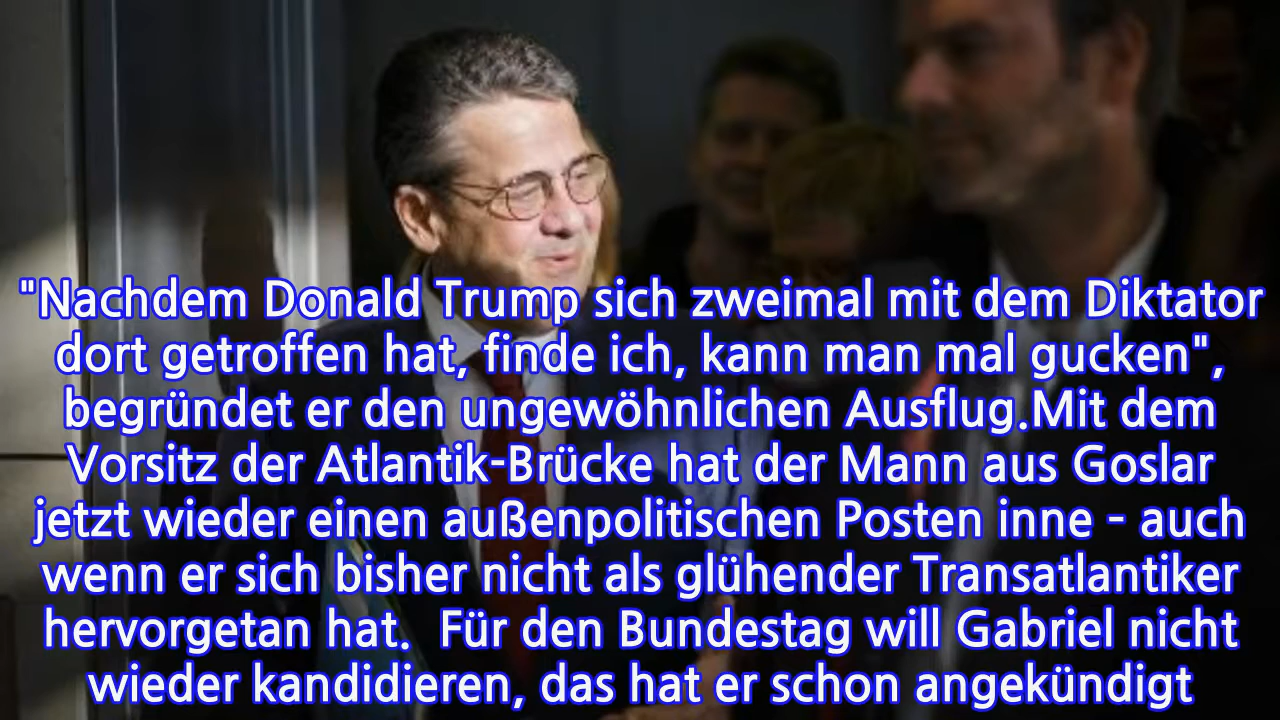 "Nachdem Donald Trump sich zweimal mit dem Diktator
dort getroffen hat, finde ich, kann man mal gucken",
begründet er den ungewöhnlichen Ausflug.Mit dem
Vorsitz der Atlantik-Brücke hat der Mann aus Goslar
jetzt wieder einen außenpolitischen Posten inne - auch
wenn er sich bisher nicht als glühender Transatlantiker
hervorgetan hat.  Für den Bundestag will Gabriel nicht
wieder kandidieren, das hat er schon angekündigt